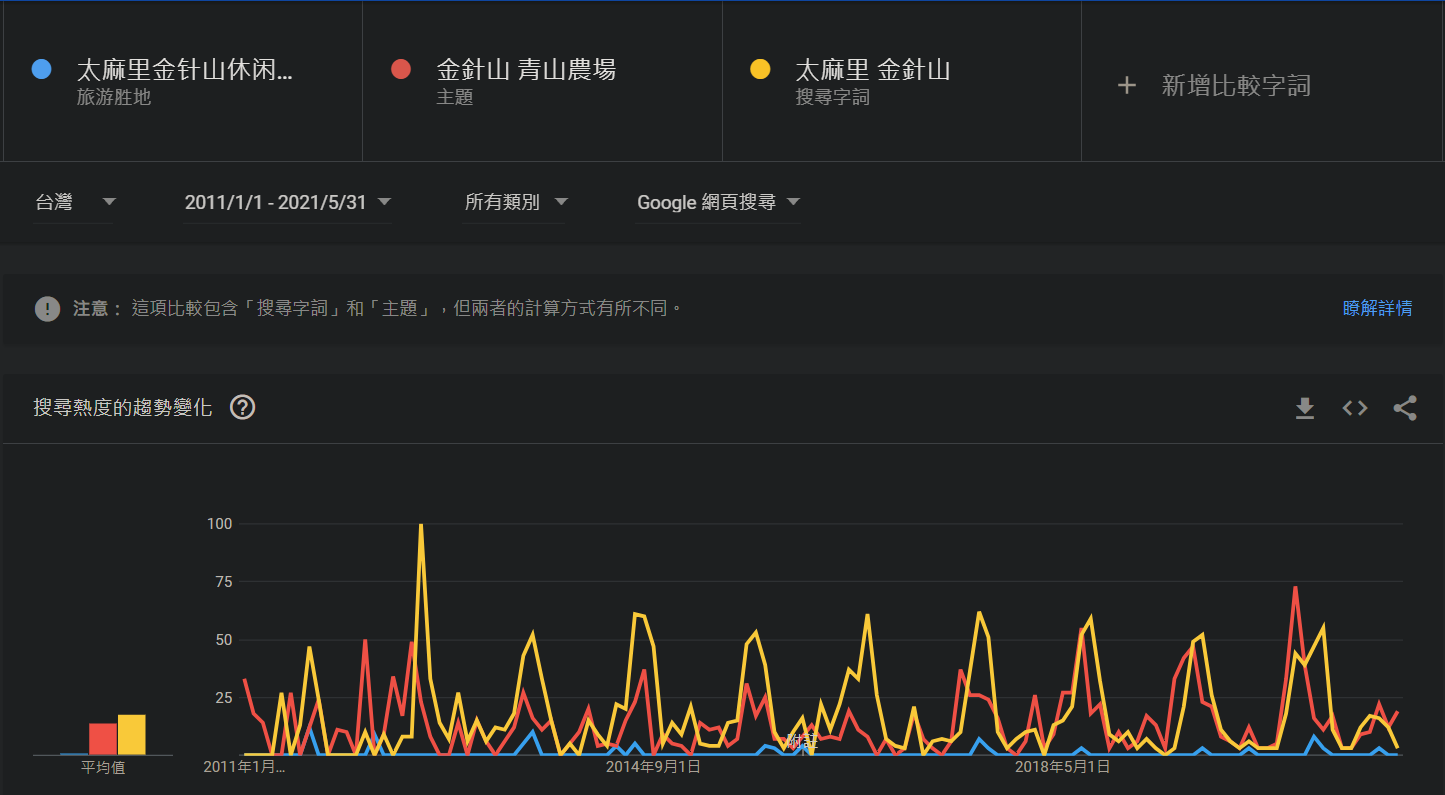 太麻里金针山休闲...
旅游胜地
金針山 青山農場
主題
太麻里 金針山
搜尋字詞
+ 新增比較字詞
台灣
2011/1/1 - 2021/5/31
所有類別
Google 網頁搜尋
注意： 這項比較包含「搜尋字詞」和「主題」，但兩者的計算方式有所不同。
瞭解詳情
搜尋熱度的趨勢變化
100
75
50
25
附註
平均值
2011年1月...
2014年9月1日
2018年5月1日